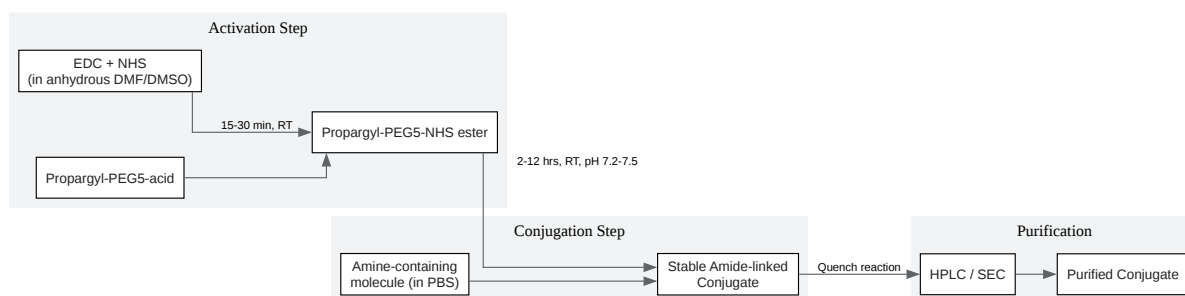 Activation Step
EDC + NHS
(in anhydrous DMF/DMSO)
15-30 min, RT
Propargyl-PEG5-NHS ester
Propargyl-PEG5-acid
2-12 hrs, RT, pH 7.2-7.5
Conjugation Step
Amine-containing
molecule (in PBS)
Stable Amide-linked
Conjugate
Quench reaction
Purification
HPLC / SEC
Purified Conjugate